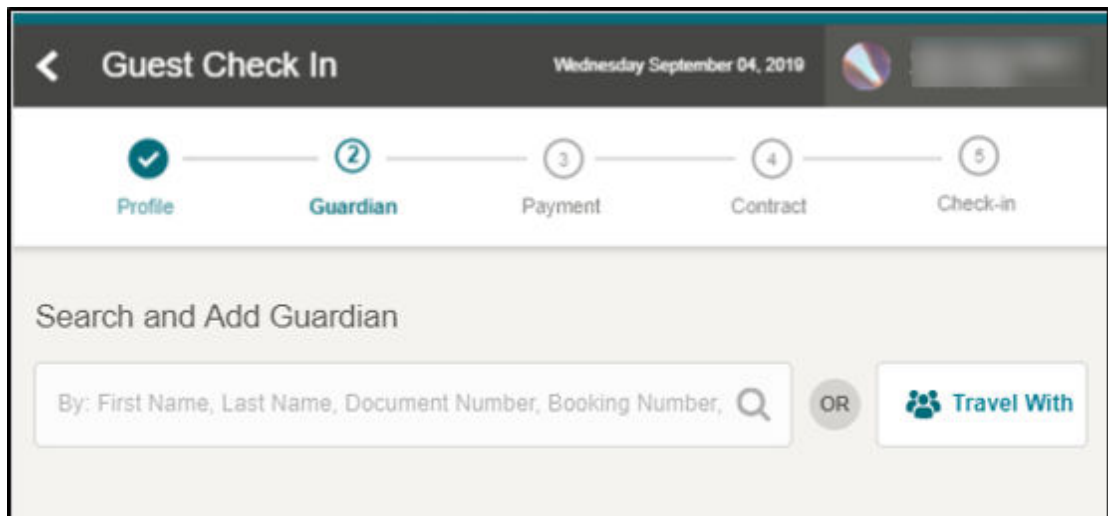 Guest Check In
Wednesday September 04, 2019
2
3
4
5
Profile
Guardian
Payment
Contract
Check-in
Search and Add Guardian
By: First Name, Last Name, Document Number, Booking Number,
OR
Travel With